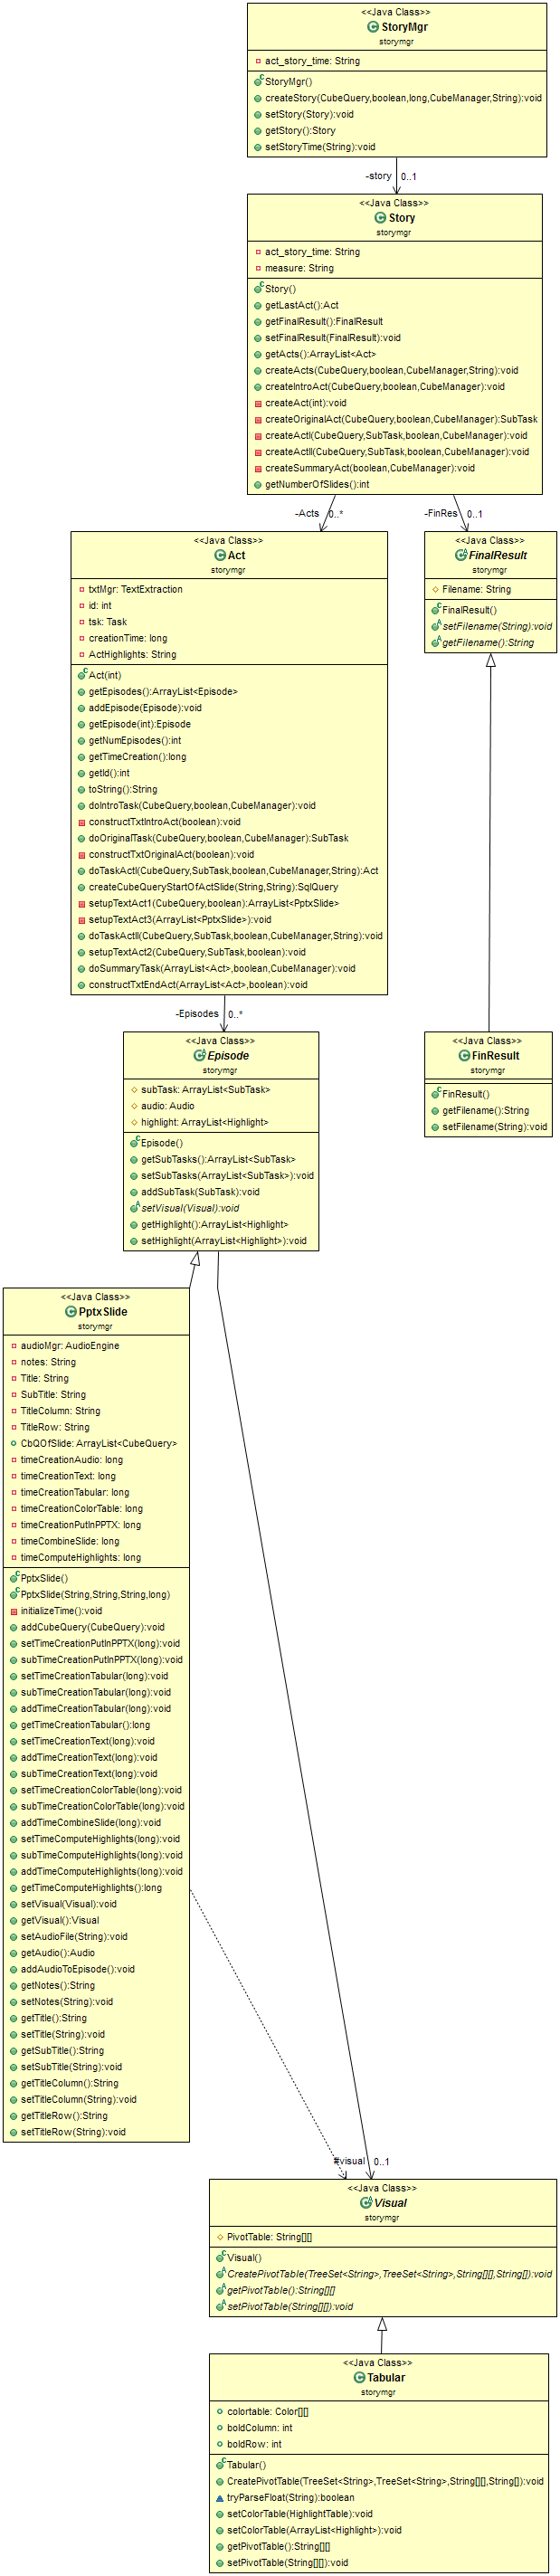 <<Java Class>>
StoryMgr
storymgr
act_story_time: String
StoryMgr()
createStory(CubeQuery,boolean,long,CubeManager,String):void
setStory(Story):void
getStory():Story
setStoryTime(String):void
-story
0..1
<<Java Class>>
Story
storymgr
act_story_time: String
measure: String
Story()
getLastAct():Act
getFinalResult():FinalResult
setFinalResult(FinalResult):void
getActs():ArrayList<Act>
createActs(CubeQuery,boolean,CubeManager,String):void
createIntroAct(CubeQuery,boolean,CubeManager):void
createAct(int):void
createOriginalAct(CubeQuery,boolean,CubeManager):SubTask
createActI(CubeQuery,SubTask,boolean,CubeManager):void
createActII(CubeQuery,SubTask,boolean,CubeManager):void
createSummaryAct(boolean,CubeManager):void
getNumberOfSlides():int
-Acts
0..*
-FinRes
0..1
<<Java Class>>
Act
storymgr
txtMgr: TextExtraction
id: int
tsk: Task
creationTime: long
ActHighlights: String
Act(int)
getEpisodes():ArrayList<Episode>
addEpisode(Episode):void
getEpisode(int):Episode
getNumEpisodes():int
getTimeCreation():long
getId():int
toString():String
doIntroTask(CubeQuery,boolean,CubeManager):void
constructTxtIntroAct(boolean):void
doOriginalTask(CubeQuery,boolean,CubeManager):SubTask
constructTxtOriginalAct(boolean):void
doTaskActI(CubeQuery,SubTask,boolean,CubeManager,String):Act
createCubeQueryStartOfActSlide(String,String):SqlQuery
setupTextAct1(CubeQuery,boolean):ArrayList<PptxSlide>
setupTextAct3(ArrayList<PptxSlide>):void
doTaskActII(CubeQuery,SubTask,boolean,CubeManager,String):void
setupTextAct2(CubeQuery,SubTask,boolean):void
doSummaryTask(ArrayList<Act>,boolean,CubeManager):void
constructTxtEndAct(ArrayList<Act>,boolean):void
<<Java Class>>
FinalResult
storymgr
Filename: String
FinalResult()
setFilename(String):void
getFilename():String
-Episodes
0..*
<<Java Class>>
Episode
storymgr
subTask: ArrayList<SubTask>
audio: Audio
highlight: ArrayList<Highlight>
Episode()
getSubTasks():ArrayList<SubTask>
setSubTasks(ArrayList<SubTask>):void
addSubTask(SubTask):void
setVisual(Visual):void
getHighlight():ArrayList<Highlight>
setHighlight(ArrayList<Highlight>):void
<<Java Class>>
FinResult
storymgr
FinResult()
getFilename():String
setFilename(String):void
<<Java Class>>
PptxSlide
storymgr
audioMgr: AudioEngine
notes: String
Title: String
SubTitle: String
TitleColumn: String
TitleRow: String
CbQOfSlide: ArrayList<CubeQuery>
timeCreationAudio: long
timeCreationText: long
timeCreationTabular: long
timeCreationColorTable: long
timeCreationPutInPPTX: long
timeCombineSlide: long
timeComputeHighlights: long
PptxSlide()
PptxSlide(String,String,String,long)
initializeTime():void
addCubeQuery(CubeQuery):void
setTimeCreationPutInPPTX(long):void
subTimeCreationPutInPPTX(long):void
setTimeCreationTabular(long):void
subTimeCreationTabular(long):void
addTimeCreationTabular(long):void
getTimeCreationTabular():long
setTimeCreationText(long):void
addTimeCreationText(long):void
subTimeCreationText(long):void
setTimeCreationColorTable(long):void
subTimeCreationColorTable(long):void
addTimeCombineSlide(long):void
setTimeComputeHighlights(long):void
subTimeComputeHighlights(long):void
addTimeComputeHighlights(long):void
getTimeComputeHighlights():long
setVisual(Visual):void
getVisual():Visual
setAudioFile(String):void
getAudio():Audio
addAudioToEpisode():void
getNotes():String
setNotes(String):void
getTitle():String
setTitle(String):void
getSubTitle():String
setSubTitle(String):void
getTitleColumn():String
setTitleColumn(String):void
getTitleRow():String
setTitleRow(String):void
#visual
0..1
<<Java Class>>
Visual
storymgr
PivotTable: String[][]
Visual()
CreatePivotTable(TreeSet<String>,TreeSet<String>,String[][],String[]):void
getPivotTable():String[][]
setPivotTable(String[][]):void
<<Java Class>>
Tabular
storymgr
colortable: Color[][]
boldColumn: int
boldRow: int
Tabular()
CreatePivotTable(TreeSet<String>,TreeSet<String>,String[][],String[]):void
tryParseFloat(String):boolean
setColorTable(HighlightTable):void
setColorTable(ArrayList<Highlight>):void
getPivotTable():String[][]
setPivotTable(String[][]):void